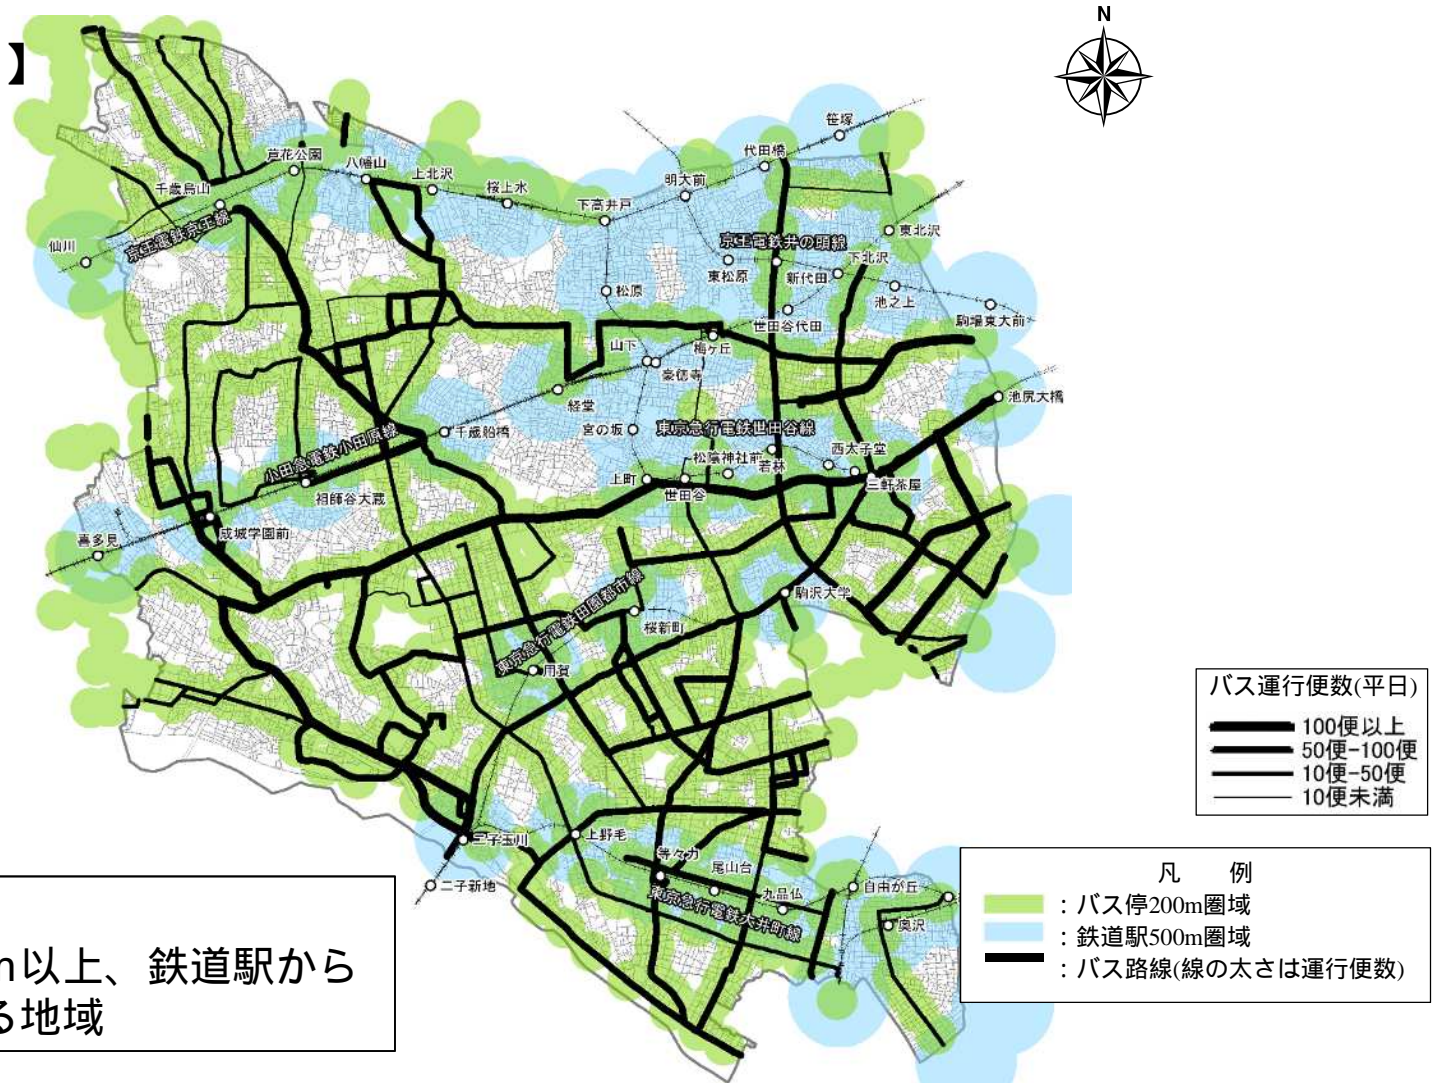 】
N
笹塚
代田橋
芦花公園
八幡山
上北沢
桜上水
明大前
千歳烏山
下高井戸
仙川
京王電鉄京王線
京王電鉄井の頭線
東北沢
下北沢
東松原
新代田
松原
池之上
駒場東大前
世田谷代田
山下
梅ヶ丘
豪徳寺
経堂
池尻大橋
千歳船橋
宮の坂
東京急行電鉄世田谷線
小田急電鉄小田原線
松陰神社前
若林
西太子堂
祖師谷大蔵
上町
世田谷
三軒茶屋
成城学園前
喜多見
東京急行電鉄田園都市線
駒沢大学
桜新町
用賀
バス運行便数(平日)
100便以上
50便-100便
10便-50便
10便未満
二子玉川
上野毛
等々力
尾山台
二子新地
九品仏
自由が丘
東京急行電鉄大井町線
奥沢
凡 例
：バス停200m圏域
：鉄道駅500m圏域
：バス路線(線の太さは運行便数)
m以上、鉄道駅から
る地域